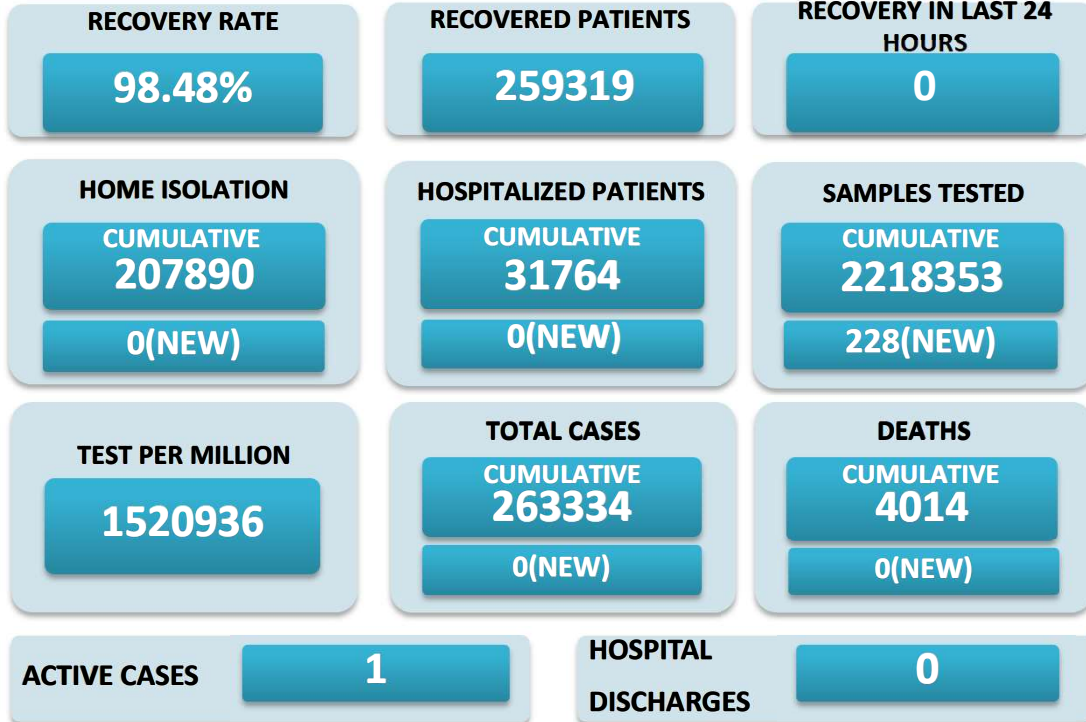 RECOVERY RATE
98.48%
RECOVERED PATIENTS
259319
RECOVERY IN LAST 24
HOURS
0
HOME ISOLATION
CUMULATIVE
207890
0(NEW)
HOSPITALIZED PATIENTS
CUMULATIVE
31764
0(NEW)
SAMPLES TESTED
CUMULATIVE
2218353
228(NEW)
TEST PER MILLION
1520936
TOTAL CASES
CUMULATIVE
263334
0(NEW)
DEATHS
CUMULATIVE
4014
0(NEW)
ACTIVE CASES
1
HOSPITAL
DISCHARGES
0